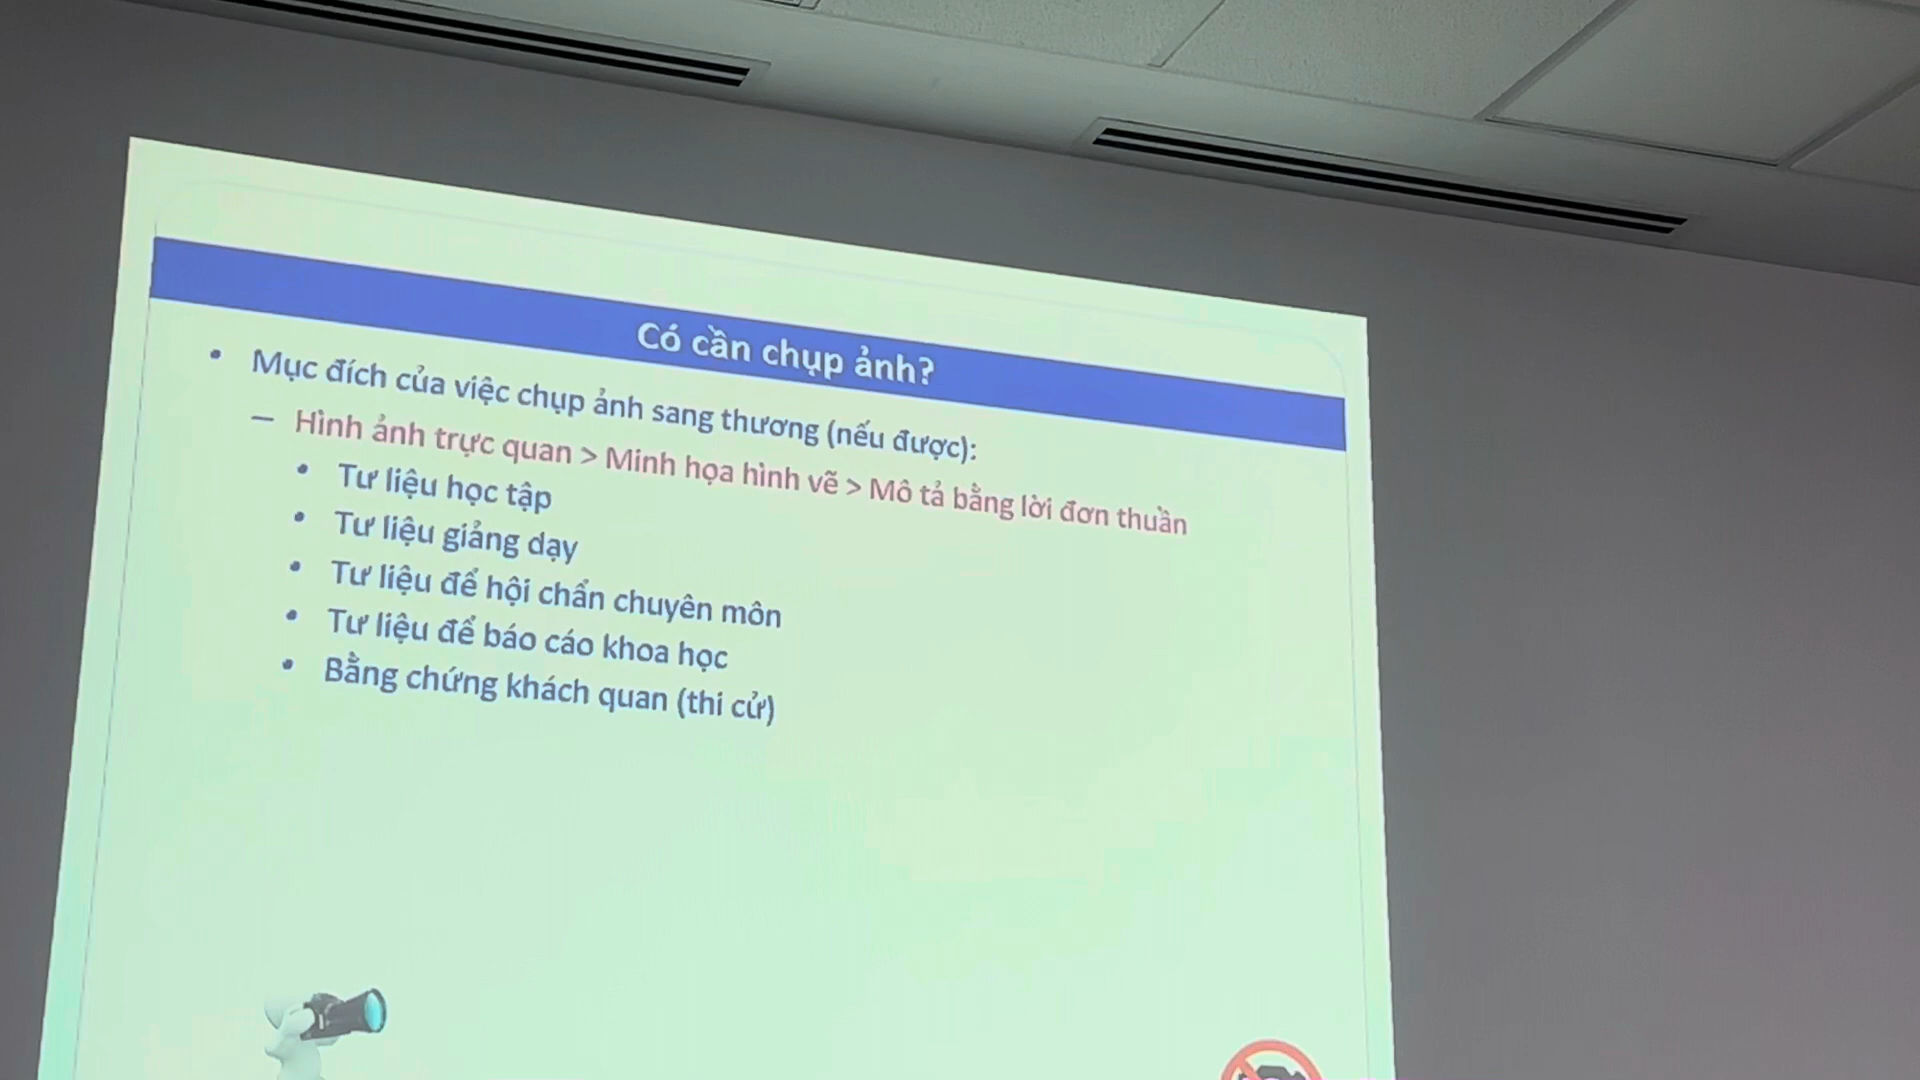 Có cần chụp ảnh?
• Mục đích của việc chụp ảnh sang thương (nếu được):
– Hình ảnh trực quan > Minh họa hình vẽ > Mô tả bằng lời đơn thuần
• Tư liệu học tập
• Tư liệu giảng dạy
• Tư liệu để hội chẩn chuyên môn
• Tư liệu để báo cáo khoa học
• Bằng chứng khách quan (thi cử)